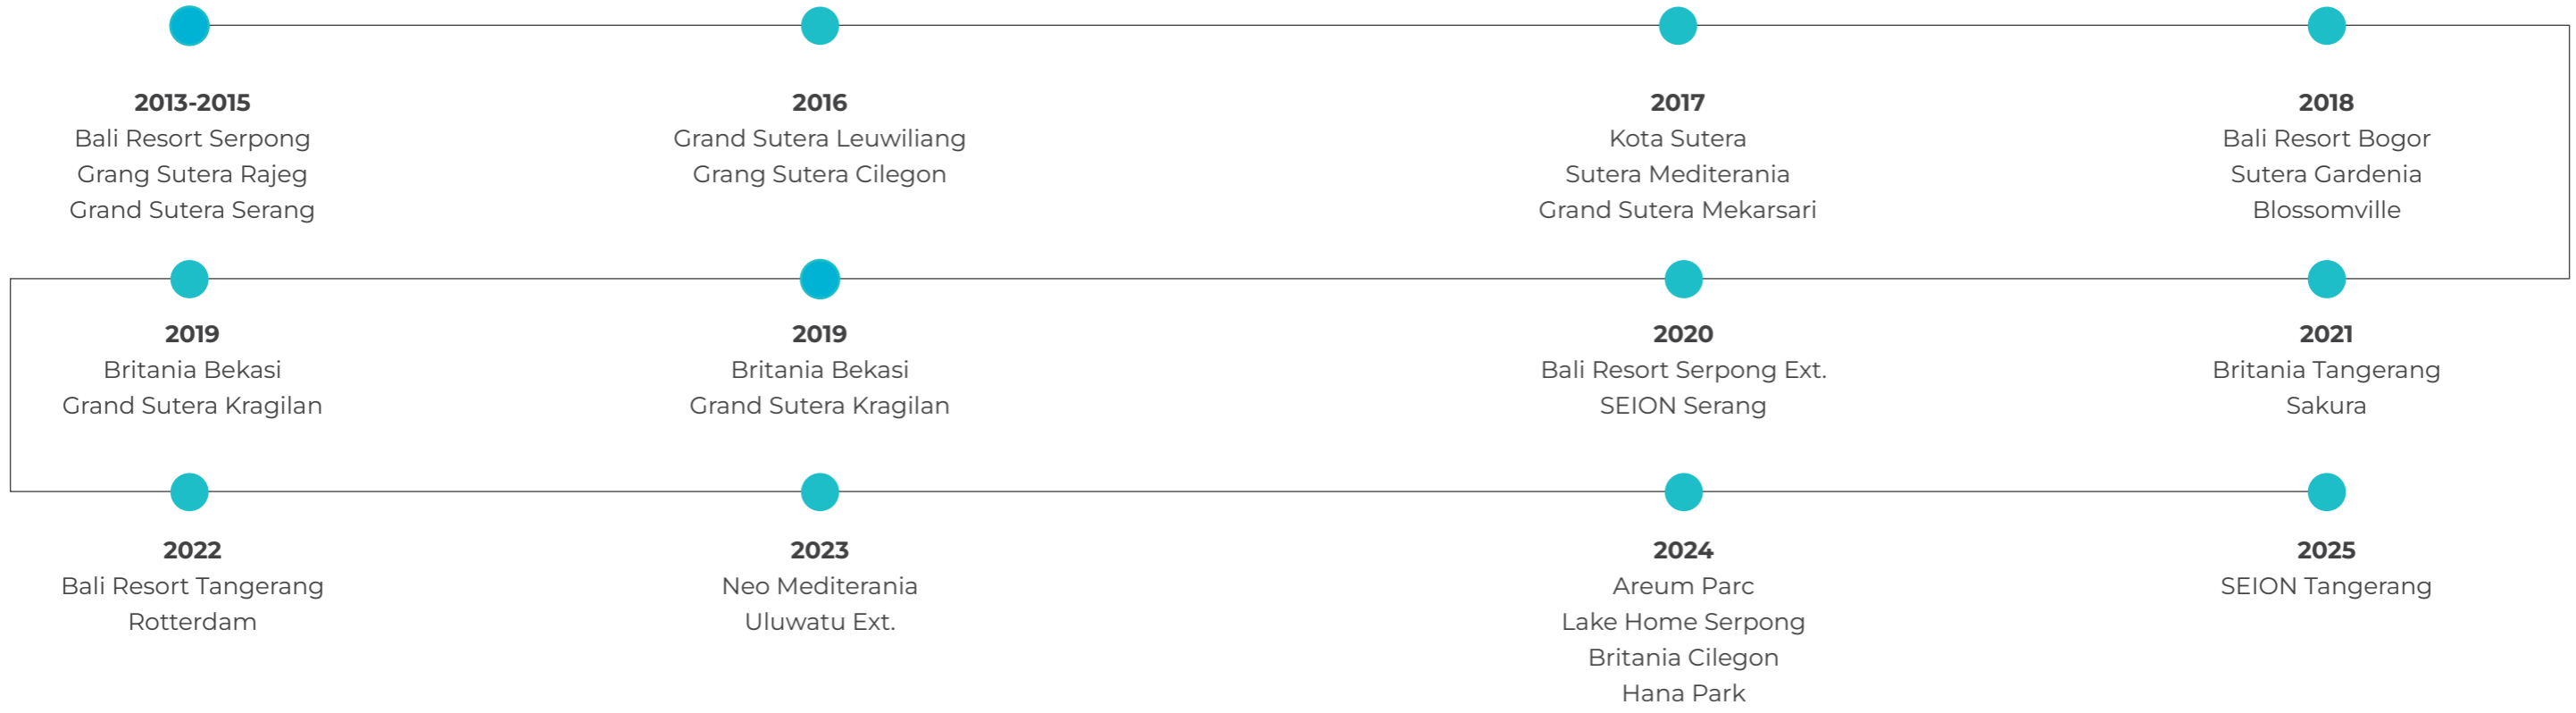 2013-2015
Bali Resort Serpong
Grang Sutera Rajeg
Grand Sutera Serang
2016
Grand Sutera Leuwiliang
Grang Sutera Cilegon
2017
Kota Sutera
Sutera Mediterania
Grand Sutera Mekarsari
2018
Bali Resort Bogor
Sutera Gardenia
Blossomville
2019
Britania Bekasi
Grand Sutera Kragilan
2019
Britania Bekasi
Grand Sutera Kragilan
2020
Bali Resort Serpong Ext.
SEION Serang
2021
Britania Tangerang
Sakura
2022
Bali Resort Tangerang
Rotterdam
2023
Neo Mediterania
Uluwatu Ext.
2024
Areum Parc
Lake Home Serpong
Britania Cilegon
Hana Park
2025
SEION Tangerang